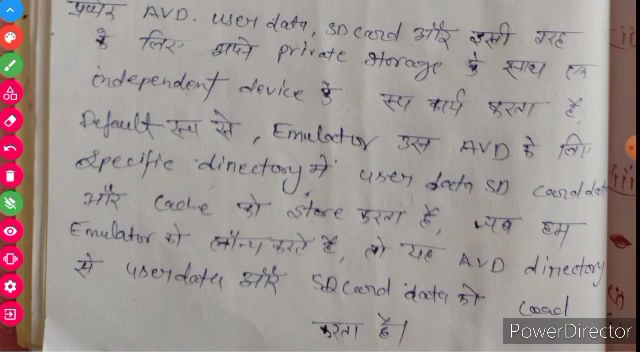 प्रत्येक AVD. user data, SD card और इसी तरह
के लिए अपने private storage के साथ एक
independent device के रूप कार्य करता है,
Default रूप से, Emulator उस AVD के लिए
specific directory में user data SD card data
और cache को store करता है, जब हम
Emulator को लॉन्च करते है, तो यह AVD directory
से userdata और SD card data को load
करता है।
PowerDirector